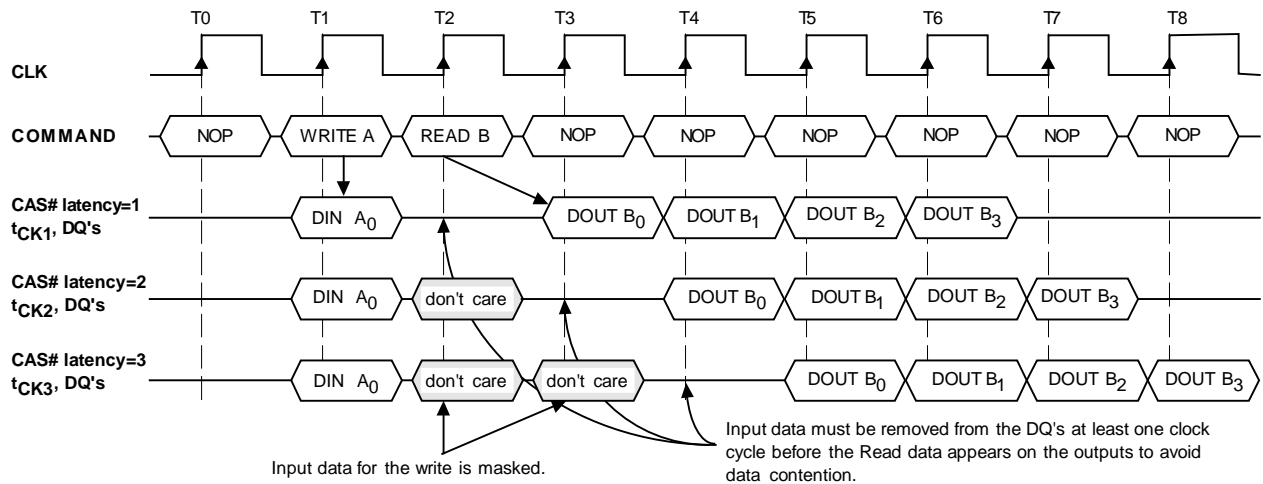 T0 T1 T2 T3 T4 T5 T6 T7 T8
CLK
COMMAND NOP WRITE A READ B NOP NOP NOP NOP NOP NOP
CAS# latency=1
tCK1, DQ's DIN A0 DOUT B0 DOUT B1 DOUT B2 DOUT B3
CAS# latency=2
tCK2, DQ's DIN A0 don't care DOUT B0 DOUT B1 DOUT B2 DOUT B3
CAS# latency=3
tCK3, DQ's DIN A0 don't care don't care DOUT B0 DOUT B1 DOUT B2 DOUT B3
Input data for the write is masked.
Input data must be removed from the DQ's at least one clock
cycle before the Read data appears on the outputs to avoid
data contention.